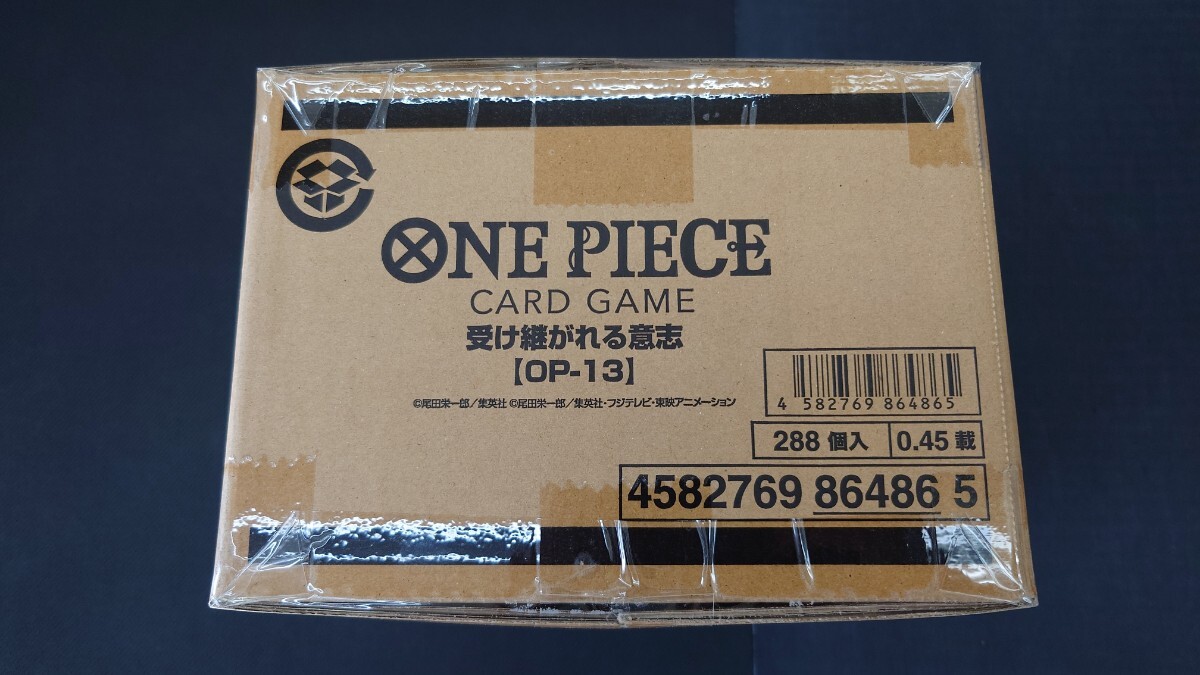 ONE PIECE
CARD GAME
受け継がれる意志
【OP-13】
©尾田栄一郎／集英社 ©尾田栄一郎／集英社・フジテレビ・東映アニメーション
4 582769 864865
288 個入 0.45 載
4582769 86486 5